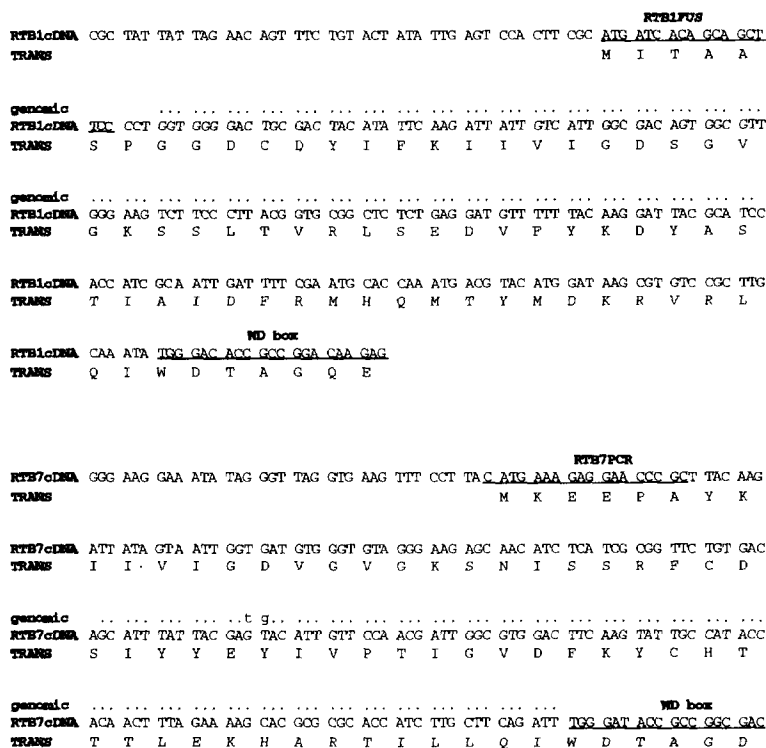 RTB1FUS
RTB1cDNA CGC TAT TAT TAG AAC AGT TTC TGT ACT ATA TTG AGT CCA CTT CGC ATG ATC ACA GCA GCT
TRANS M I T A A
genomic ... ... ... ... ... ... ... ... ... ... ... ... ... ... ... ... ... ...
RTB1cDNA TCC CCT GGT GGG GAC TGC GAC TAC ATA TTC AAG ATT ATT GTC ATT GGC GAC AGT GGC GTT
TRANS S P G G D C D Y I F K I I V I G D S G V
genomic ... ... ... ... ... ... ... ... ... ... ... ... ... ... ... ... ... ... ... ...
RTB1cDNA GGG AAG TCT TCC CTT ACG GTG CGG CTC TCT GAG GAT GTT TTT TAC AAG GAT TAC GCA TCC
TRANS G K S S L T V R L S E D V F Y K D Y A S
RTB1cDNA ACC ATC GCA ATT GAT TTT CGA ATG CAC CAA ATG ACG TAC ATG GAT AAG CGT GTC CGC TTG
TRANS T I A I D F R M H Q M T Y M D K R V R L
WD box
RTB1cDNA CAA ATA TGG GAC ACC GCC GGA CAA GAG
TRANS Q I W D T A G Q E
RTB7PCR
RTB7cDNA GGG AAG GAA ATA TAG GGT TAG GTG AAG TTT CCT TAC ATG AAA GAG GAA CCC GCT TAC AAG
TRANS M K E E P A Y K
RTB7cDNA ATT ATA GTA ATT GGT GAT GTG GGT GTA GGG AAG AGC AAC ATC TCA TCG CGG TTC TGT GAC
TRANS I I · V I G D V G V G K S N I S S R F C D
genomic ... ... ... ... ..t g.. ... ... ... ... ... ... ... ... ... ... ... ... ... ...
RTB7cDNA AGC ATT TAT TAC GAG TAC ATT GTT CCA ACG ATT GGC GTG GAC TTC AAG TAT TGC CAT ACC
TRANS S I Y Y E Y I V P T I G V D F K Y C H T
genomic ... ... ... ... ... ... ... ... ... ... ... ... ... ...
WD box
RTB7cDNA ACA ACT TTA GAA AAG CAC GCG CGC ACC ATC TTG CTT CAG ATT TGG GAT ACC GCC GGC GAC
TRANS T T L E K H A R T I L L Q I W D T A G D